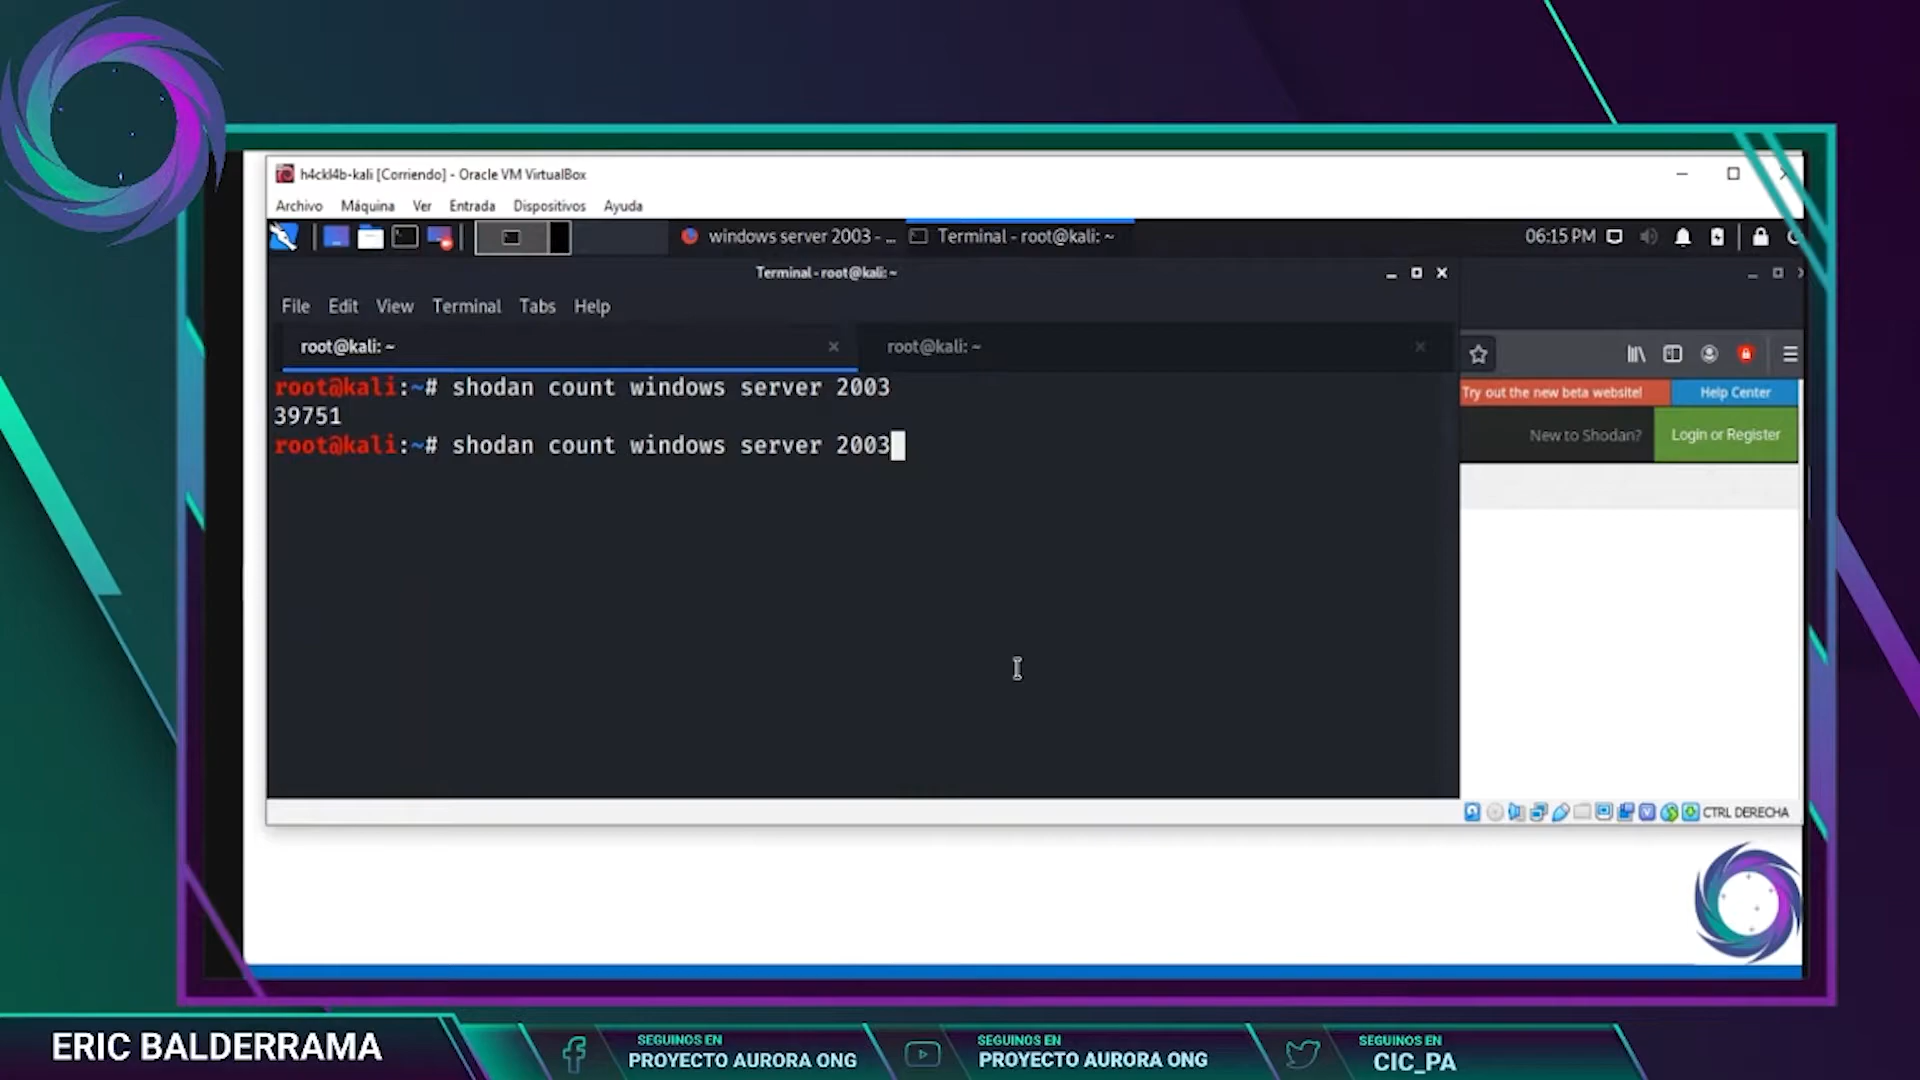 h4ckl4b-kali [Corriendo] - Oracle VM VirtualBox
Archivo Máquina Ver Entrada Dispositivos Ayuda
windows server 2003 - ... Terminal - root@kali: ~ 06:15 PM
Terminal - root@kali: ~
File Edit View Terminal Tabs Help
root@kali: ~ root@kali: ~
root@kali:~# shodan count windows server 2003
39751
root@kali:~# shodan count windows server 2003
Try out the new beta website! Help Center
New to Shodan? Login or Register
CTRL DERECHA
ERIC BALDERRAMA
SEGUINOS EN
PROYECTO AURORA ONG
SEGUINOS EN
PROYECTO AURORA ONG
SEGUINOS EN
CIC_PA